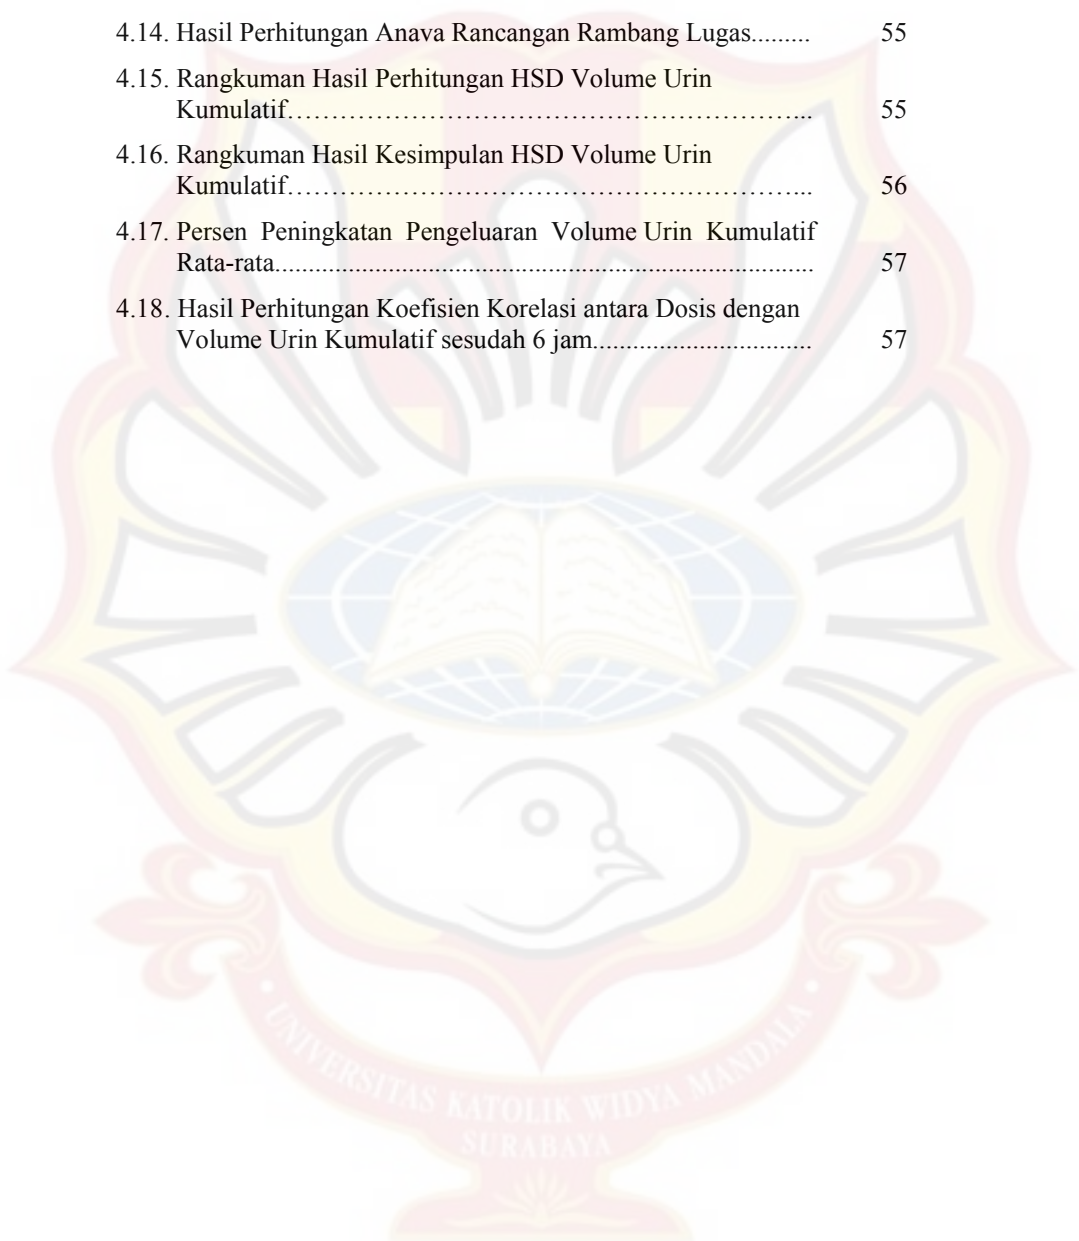 4.14. Hasil Perhitungan Anava Rancangan Rambang Lugas......... 55
4.15. Rangkuman Hasil Perhitungan HSD Volume Urin
Kumulatif………………………………………………….... 55
4.16. Rangkuman Hasil Kesimpulan HSD Volume Urin
Kumulatif………………………………………………….... 56
4.17. Persen Peningkatan Pengeluaran Volume Urin Kumulatif
Rata-rata................................................................................ 57
4.18. Hasil Perhitungan Koefisien Korelasi antara Dosis dengan
Volume Urin Kumulatif sesudah 6 jam................................. 57
• UNIVERSITAS KATOLIK WIDYA MANDALA •
SURABAYA